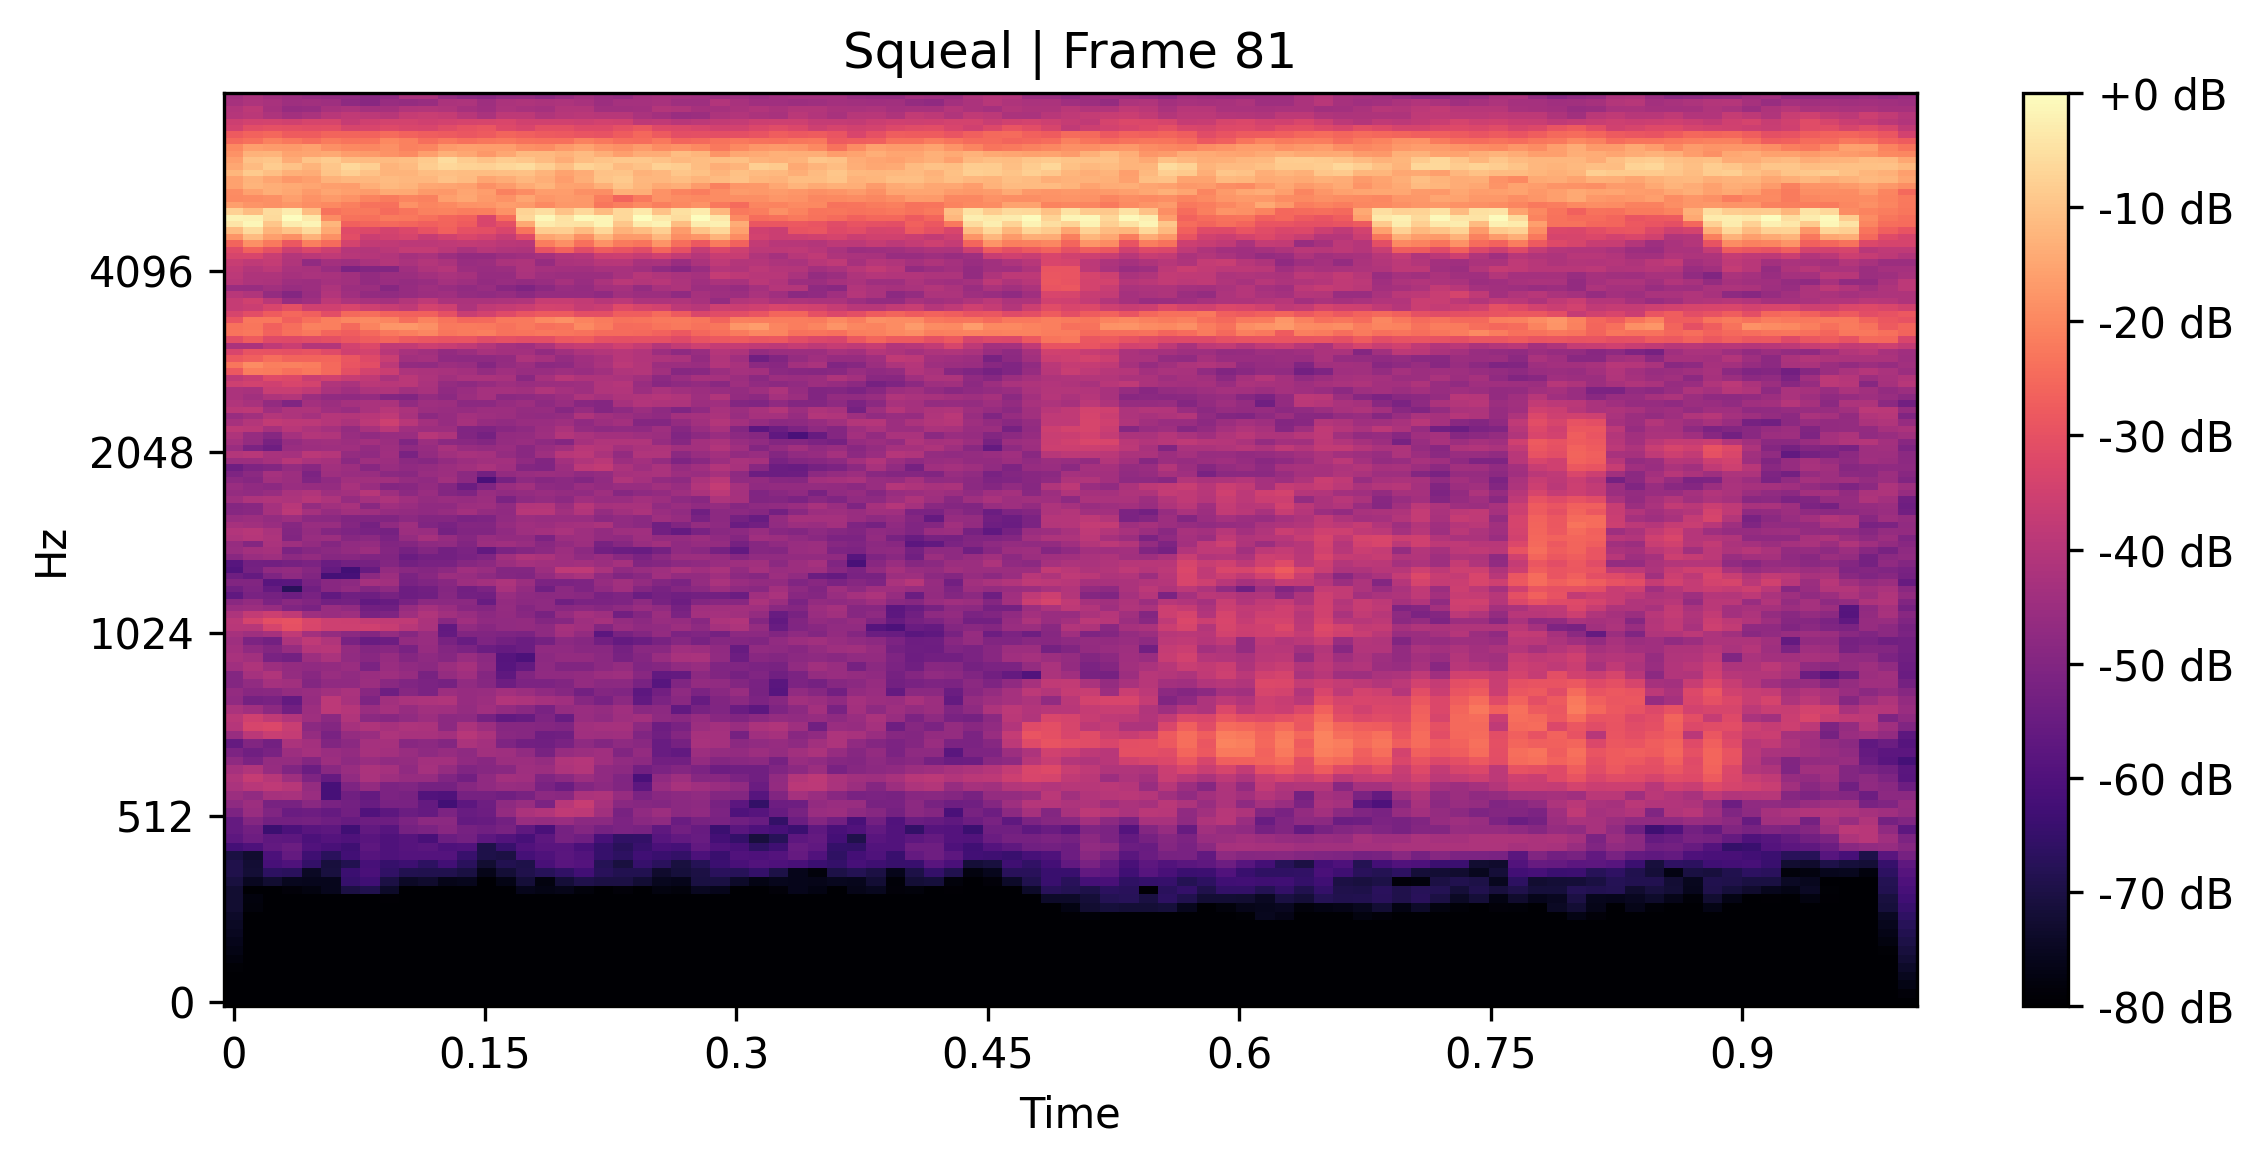 Squeal | Frame 81
Hz
4096
2048
1024
512
0
0
0.15
0.3
0.45
0.6
0.75
0.9
Time
+0 dB
-10 dB
-20 dB
-30 dB
-40 dB
-50 dB
-60 dB
-70 dB
-80 dB